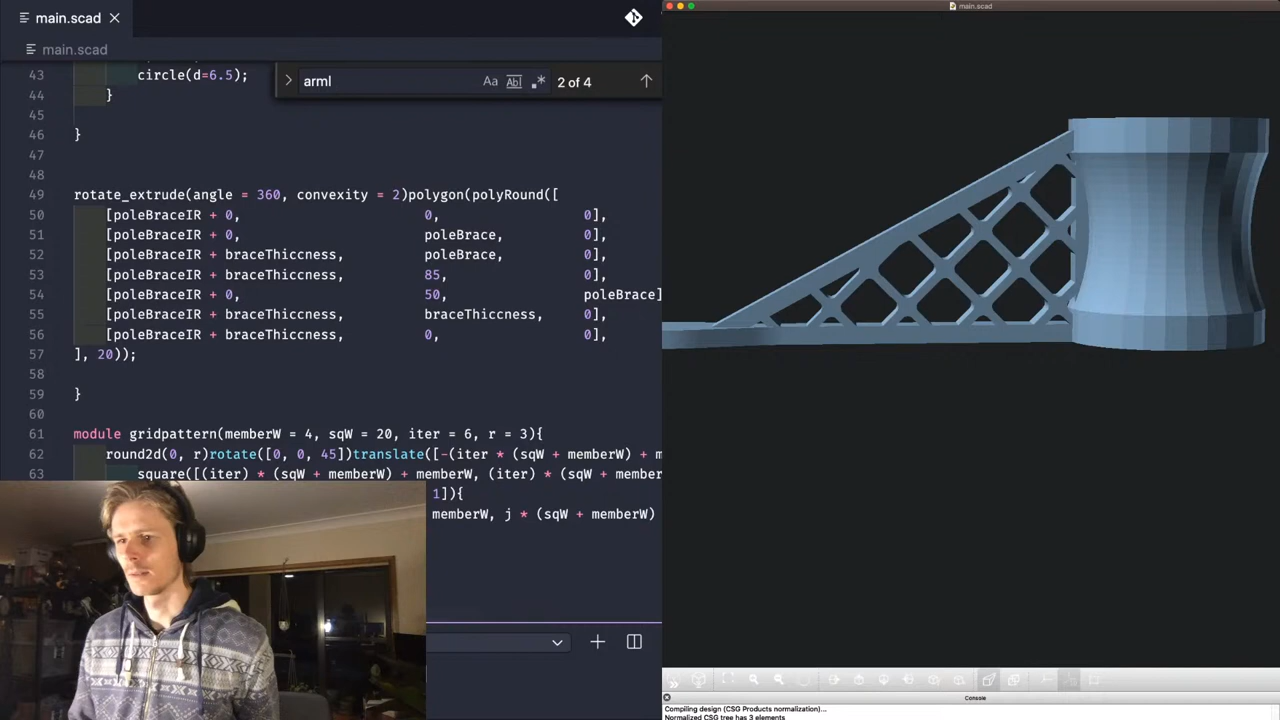 main.scad
main.scad
arml
Aa
Abl
.*
2 of 4
43 circle(d=6.5);
44 }
45
46 }
47
48
49 rotate_extrude(angle = 360, convexity = 2)polygon(polyRound([
50 [poleBraceIR + 0, 0, 0],
51 [poleBraceIR + 0, poleBrace, 0],
52 [poleBraceIR + braceThiccness, poleBrace, 0],
53 [poleBraceIR + braceThiccness, 85, 0],
54 [poleBraceIR + 0, 50, poleBrace]
55 [poleBraceIR + braceThiccness, braceThiccness, 0],
56 [poleBraceIR + braceThiccness, 0, 0],
57 ], 20));
58
59 }
60
61 module gridpattern(memberW = 4, sqW = 20, iter = 6, r = 3){
62 round2d(0, r)rotate([0, 0, 45])translate([-(iter * (sqW + memberW) + m
63 square([(iter) * (sqW + memberW) + memberW, (iter) * (sqW + membe
1]){
memberW, j * (sqW + memberW)
main.scad
Console
Compiling design (CSG Products normalization)...
Normalized CSG tree has 3 elements